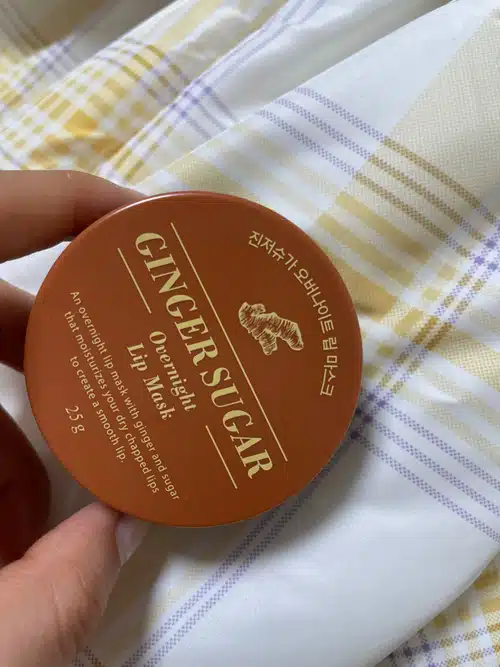 진저슈가 오버나이트 립 마스크
GINGER SUGAR
Overnight
Lip Mask
An overnight lip mask with ginger and sugar
that moisturizes your dry chapped lips
to create a smooth lip.
25g